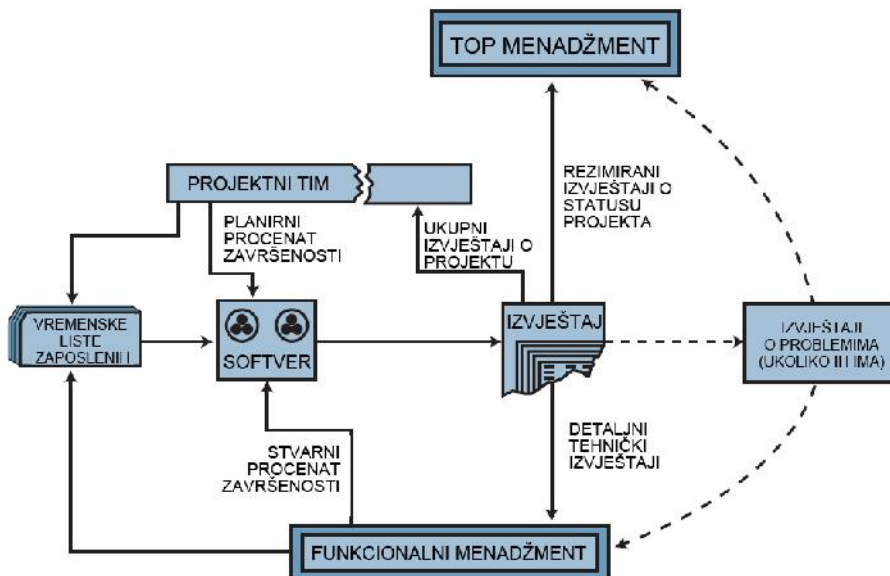 TOP MENADŽMENT
PROJEKTNI TIM
REZIMIRANI
IZVJEŠTAJI O
STATUSU
PROJEKTA
PLANIRNI
PROCENAT
ZAVRŠENOSTI
UKUPNI
IZVJEŠTAJI O
PROJEKTU
VREMENSKE
LISTE
ZAPOSLENIH
SOFTVER
IZVJEŠTAJ
IZVJEŠTAJI
O PROBLEMIMA
(UKOLIKO IH IMA)
STVARNI
PROCENAT
ZAVRŠENOSTI
DETALJNI
TEHNIČKI
IZVJEŠTAJI
FUNKCIONALNI MENADŽMENT